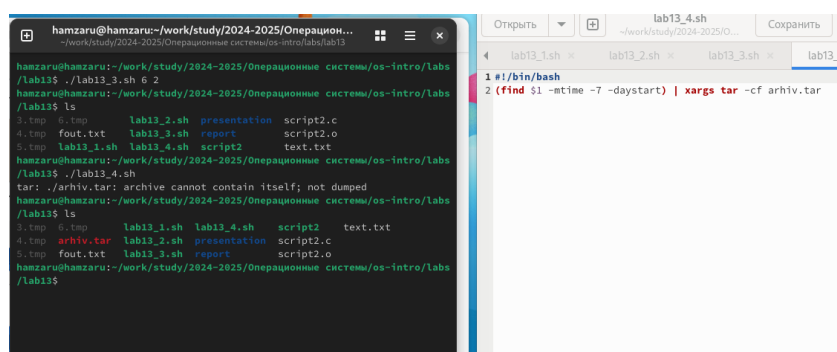 hamzaru@hamzaru:~/work/study/2024-2025/Операцион...
~/work/study/2024-2025/Операционные системы/os-intro/labs/lab13
hamzaru@hamzaru:~/work/study/2024-2025/Операционные системы/os-intro/labs
/lab13$ ./lab13_3.sh 6 2
hamzaru@hamzaru:~/work/study/2024-2025/Операционные системы/os-intro/labs
/lab13$ ls
3.tmp 6.tmp lab13_2.sh presentation script2.c
4.tmp fout.txt lab13_3.sh report script2.o
5.tmp lab13_1.sh lab13_4.sh script2 text.txt
hamzaru@hamzaru:~/work/study/2024-2025/Операционные системы/os-intro/labs
/lab13$ ./lab13_4.sh
tar: ./arhiv.tar: archive cannot contain itself; not dumped
hamzaru@hamzaru:~/work/study/2024-2025/Операционные системы/os-intro/labs
/lab13$ ls
3.tmp 6.tmp lab13_1.sh lab13_4.sh script2 text.txt
4.tmp arhiv.tar lab13_2.sh presentation script2.c
5.tmp fout.txt lab13_3.sh report script2.o
hamzaru@hamzaru:~/work/study/2024-2025/Операционные системы/os-intro/labs
/lab13$
Открыть lab13_4.sh Сохранить
~/work/study/2024-2025/О...
lab13_1.sh × lab13_2.sh × lab13_3.sh × lab13_
1 #!/bin/bash
2 (find $1 -mtime -7 -daystart) | xargs tar -cf arhiv.tar